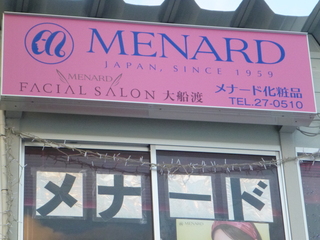 MENARD
JAPAN, SINCE 1959
MENARD
FACIAL SALON 大船渡
メナード化粧品
TEL.27-0510
メナード